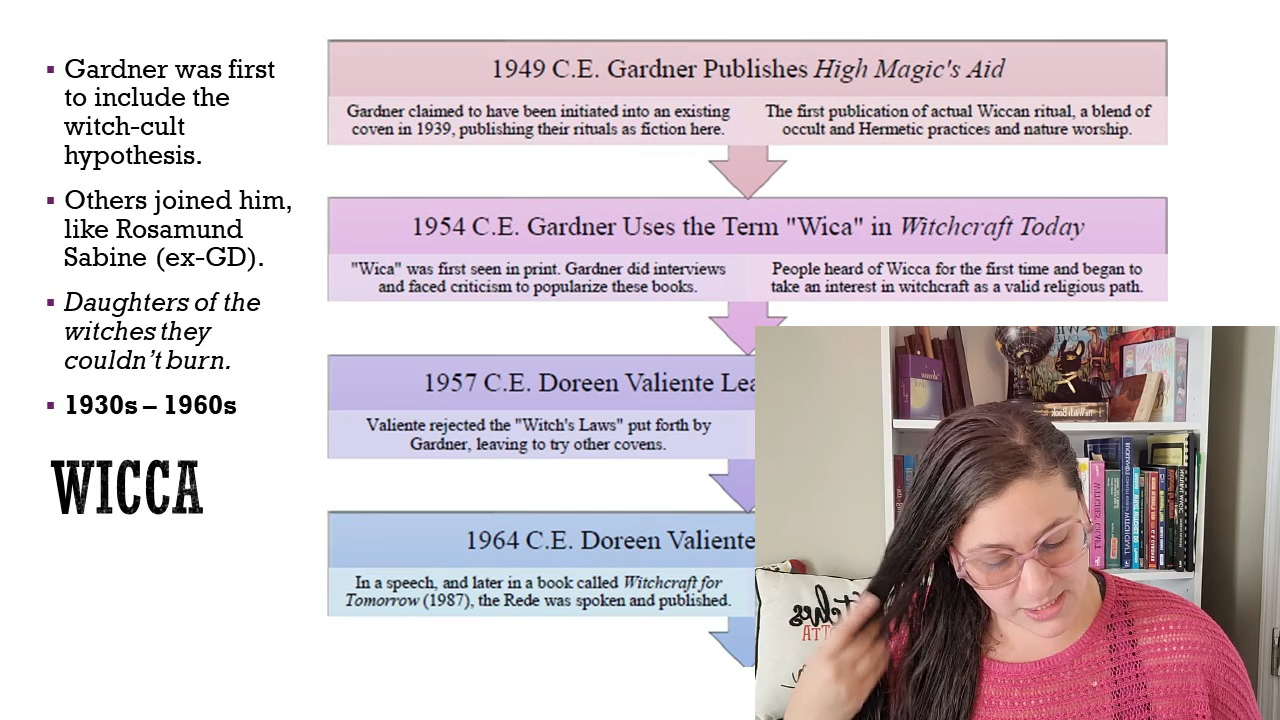 ▪ Gardner was first
to include the
witch-cult
hypothesis.
▪ Others joined him,
like Rosamund
Sabine (ex-GD).
▪ Daughters of the
witches they
couldn't burn.
▪ 1930s – 1960s
WICCA
1949 C.E. Gardner Publishes High Magic's Aid
Gardner claimed to have been initiated into an existing
coven in 1939, publishing their rituals as fiction here.
The first publication of actual Wiccan ritual, a blend of
occult and Hermetic practices and nature worship.
1954 C.E. Gardner Uses the Term "Wica" in Witchcraft Today
"Wica" was first seen in print. Gardner did interviews
and faced criticism to popularize these books.
People heard of Wicca for the first time and began to
take an interest in witchcraft as a valid religious path.
1957 C.E. Doreen Valiente Lea
Valiente rejected the "Witch's Laws" put forth by
Gardner, leaving to try other covens.
1964 C.E. Doreen Valiente
In a speech, and later in a book called Witchcraft for
Tomorrow (1987), the Rede was spoken and published.